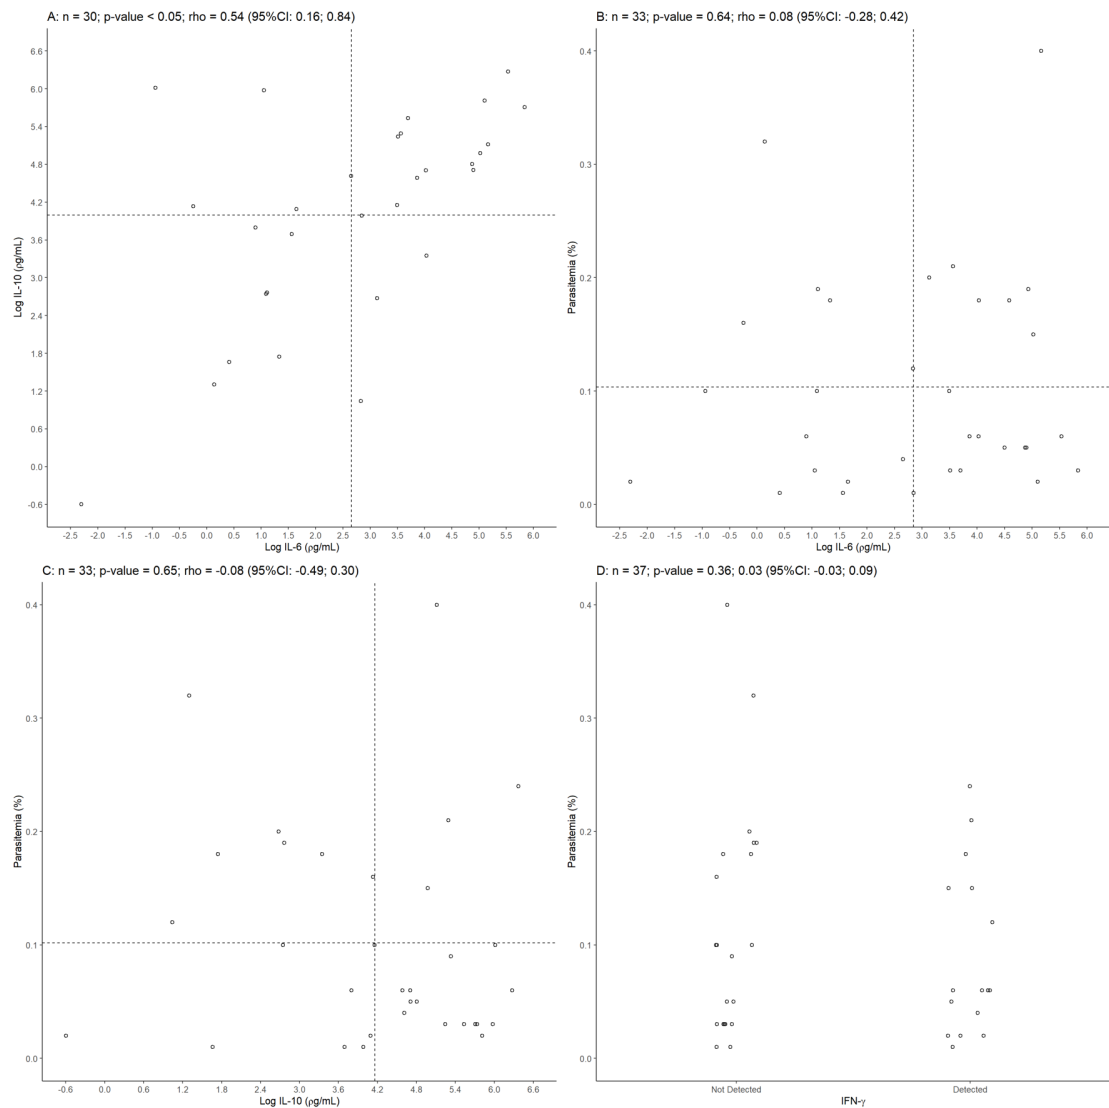 A: n = 30; p-value < 0.05; rho = 0.54 (95%CI: 0.16; 0.84)
6.6
6.0
5.4
4.8
4.2
3.6
3.0
2.4
1.8
1.2
0.6
0.0
-0.6
Log IL-10 (ρg/mL)
-2.5 -2.0 -1.5 -1.0 -0.5 0.0 0.5 1.0 1.5 2.0 2.5 3.0 3.5 4.0 4.5 5.0 5.5 6.0
Log IL-6 (ρg/mL)
B: n = 33; p-value = 0.64; rho = 0.08 (95%CI: -0.28; 0.42)
0.4
0.3
0.2
0.1
0.0
Parasitemia (%)
-2.5 -2.0 -1.5 -1.0 -0.5 0.0 0.5 1.0 1.5 2.0 2.5 3.0 3.5 4.0 4.5 5.0 5.5 6.0
Log IL-6 (ρg/mL)
C: n = 33; p-value = 0.65; rho = -0.08 (95%CI: -0.49; 0.30)
0.4
0.3
0.2
0.1
0.0
Parasitemia (%)
-0.6 0.0 0.6 1.2 1.8 2.4 3.0 3.6 4.2 4.8 5.4 6.0 6.6
Log IL-10 (ρg/mL)
D: n = 37; p-value = 0.36; 0.03 (95%CI: -0.03; 0.09)
0.4
0.3
0.2
0.1
0.0
Parasitemia (%)
Not Detected Detected
IFN-γ